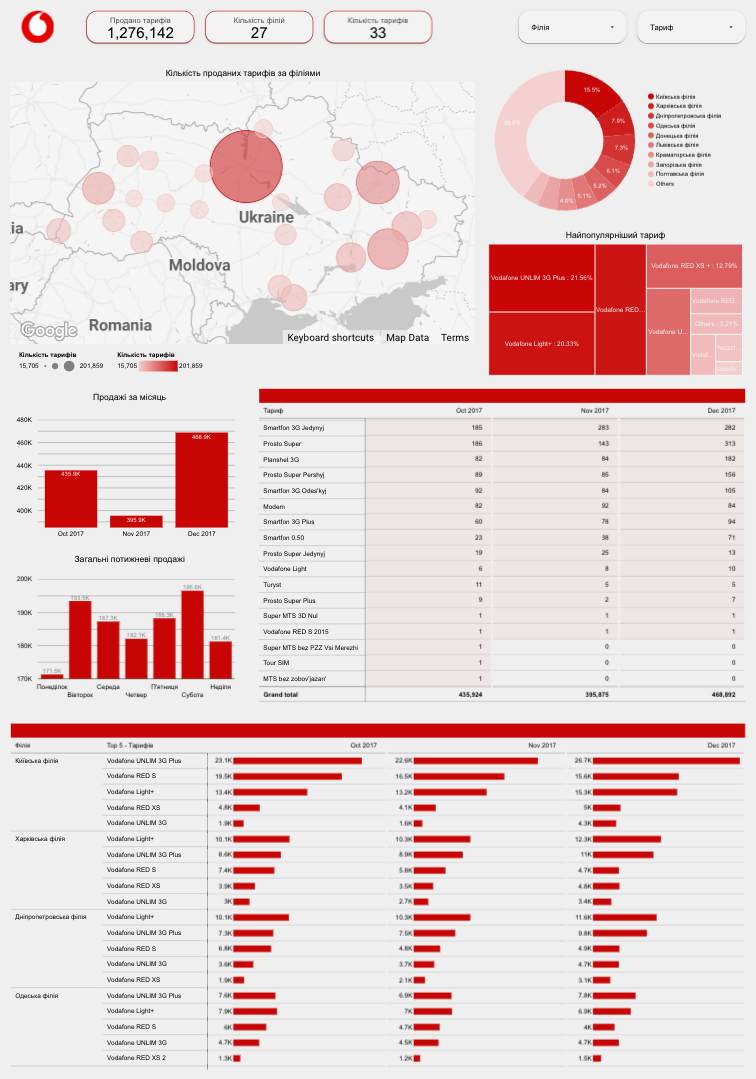 Продано тарифів
1,276,142
Кількість філій
27
Кількість тарифів
33
Філія
Тариф
Кількість проданих тарифів за філіями
Ukraine
Moldova
Romania
ia
ary
Google
Keyboard shortcuts Map Data Terms
Кількість тарифів
15,705 201,859
Кількість тарифів
15,705 201,859
15.5%
7.9%
7.3%
6.1%
5.2%
5.1%
4.6%
Київська філія
Харківська філія
Дніпропетровська філія
Одеська філія
Донецька філія
Львівська філія
Краматорська філія
Запорізька філія
Полтавська філія
Others
Найпопулярніший тариф
Vodafone UNLIM 3G Plus : 21.56%
Vodafone Light+ : 20.33%
Vodafone RED...
Vodafone RED XS + : 12.79%
Vodafone U...
Vodafone RED...
Others : 3.21%
Vodaf...
Продажі за місяць
480K
460K
440K
420K
400K
435.9K
395.9K
468.9K
Oct 2017 Nov 2017 Dec 2017
Загальні потижневі продажі
200K
190K
180K
170K
171.5K
193.5K
187.3K
182.1K
188.3K
196.6K
181.4K
Понеділок
Вівторок
Середа
Четвер
П'ятниця
Субота
Неділя
Тариф Oct 2017 Nov 2017 Dec 2017
Smartfon 3G Jedynyj 185 283 282
Prosto Super 186 143 313
Planshet 3G 82 84 182
Prosto Super Pershyj 89 85 156
Smartfon 3G Odes'kyj 92 84 105
Modem 82 92 84
Smartfon 3G Plus 60 78 94
Smartfon 0.50 23 38 71
Prosto Super Jedynyj 19 25 13
Vodafone Light 6 8 10
Turyst 11 5 5
Prosto Super Plus 9 2 7
Super MTS 3D Nul 1 1 1
Vodafone RED S 2015 1 1 1
Super MTS bez PZZ Vsi Merezhi 1 0 0
Tour SIM 1 0 0
MTS bez zobov'jazan' 1 0 0
Grand total 435,924 395,875 468,892
Філія Top 5 - Тарифів Oct 2017 Nov 2017 Dec 2017
Київська філія Vodafone UNLIM 3G Plus 23.1K 22.6K 26.7K
Vodafone RED S 19.5K 16.5K 15.6K
Vodafone Light+ 13.4K 13.2K 15.3K
Vodafone RED XS 4.8K 4.1K 5K
Vodafone UNLIM 3G 1.9K 1.6K 4.3K
Харківська філія Vodafone Light+ 10.1K 10.3K 12.3K
Vodafone UNLIM 3G Plus 8.6K 8.9K 11K
Vodafone RED S 7.4K 5.8K 4.7K
Vodafone RED XS 3.9K 3.5K 4.8K
Vodafone UNLIM 3G 3K 2.7K 3.4K
Дніпропетровська філія Vodafone Light+ 10.1K 10.3K 11.6K
Vodafone UNLIM 3G Plus 7.3K 7.5K 9.8K
Vodafone RED S 6.8K 4.8K 4.9K
Vodafone UNLIM 3G 3.6K 3.7K 4.7K
Vodafone RED XS 1.9K 2.1K 3.1K
Одеська філія Vodafone UNLIM 3G Plus 7.6K 6.9K 7.8K
Vodafone Light+ 7.9K 7K 6.9K
Vodafone RED S 6K 4.7K 4K
Vodafone UNLIM 3G 4.7K 4.5K 4.7K
Vodafone RED XS 2 1.3K 1.2K 1.5K